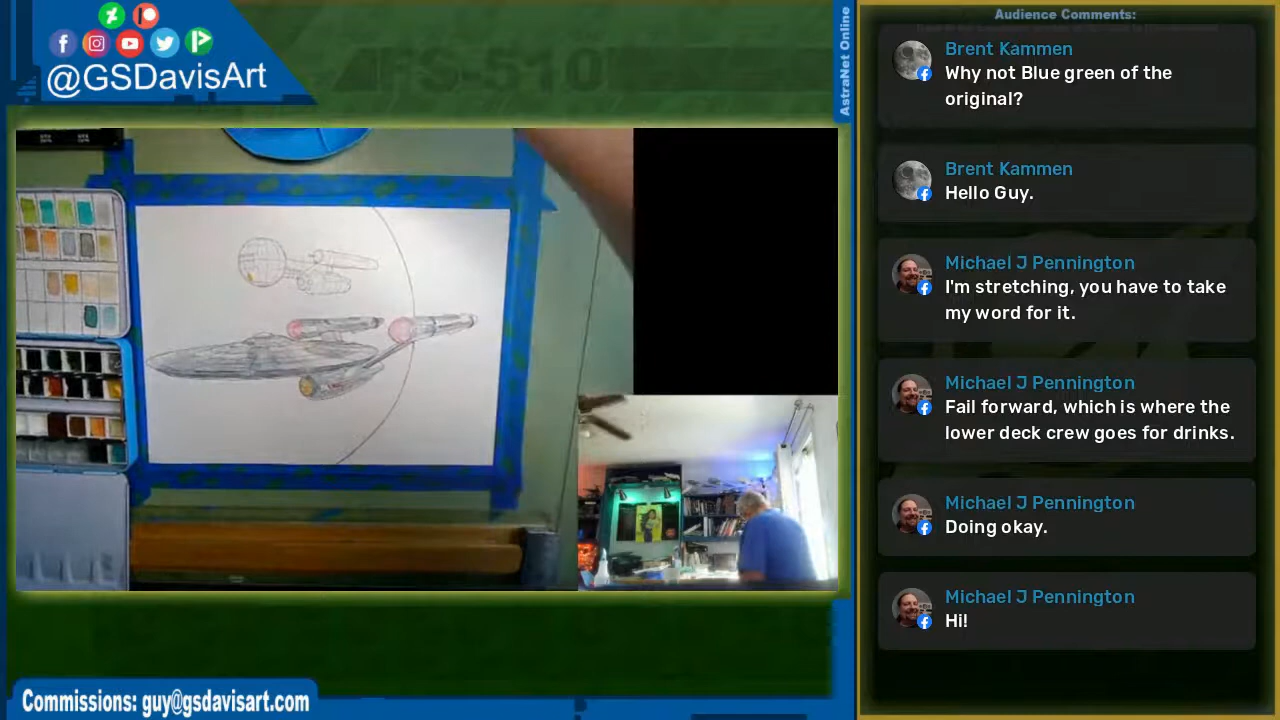 @GSDavisArt
AstraNet Online
Audience Comments:
Brent Kammen
Why not Blue green of the
original?
Brent Kammen
Hello Guy.
Michael J Pennington
I'm stretching, you have to take
my word for it.
Michael J Pennington
Fail forward, which is where the
lower deck crew goes for drinks.
Michael J Pennington
Doing okay.
Michael J Pennington
Hi!
Commissions: guy@gsdavisart.com